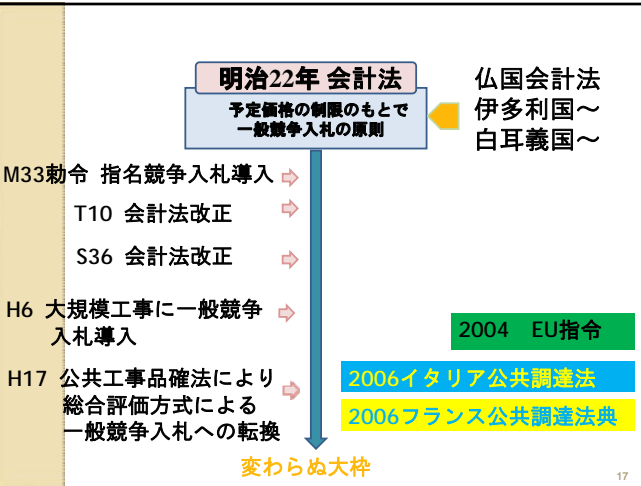 明治22年 会計法
予定価格の制限のもとで
一般競争入札の原則
仏国会計法
伊多利国～
白耳義国～
M33勅令 指名競争入札導入
T10 会計法改正
S36 会計法改正
H6 大規模工事に一般競争
入札導入
H17 公共工事品確法により
総合評価方式による
一般競争入札への転換
2004 EU指令
2006イタリア公共調達法
2006フランス公共調達法典
変わらぬ大枠
17